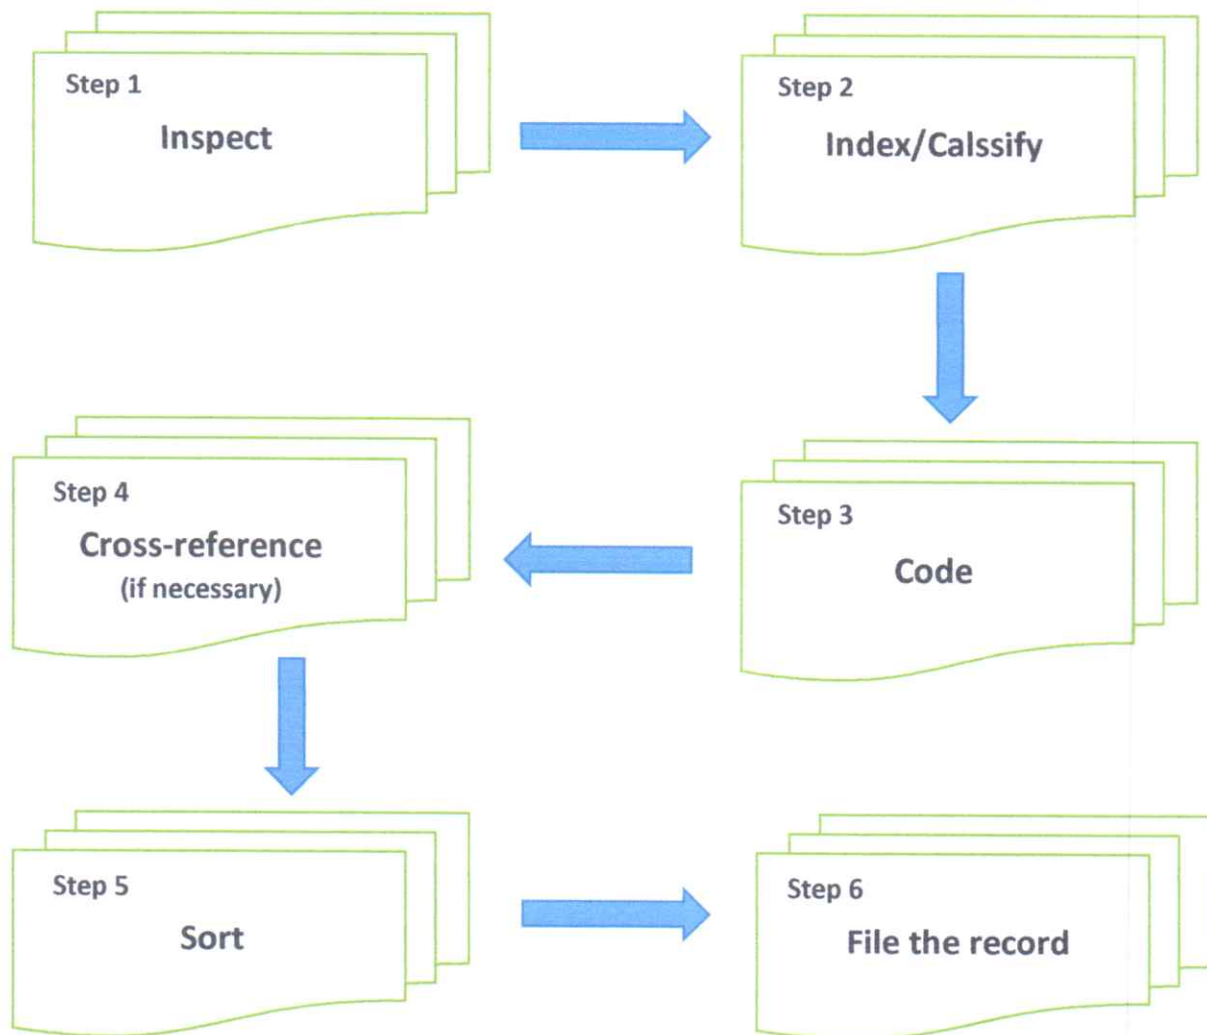 Step 1
Inspect
Step 2
Index/Calssify
Step 3
Code
Step 4
Cross-reference
(if necessary)
Step 5
Sort
Step 6
File the record